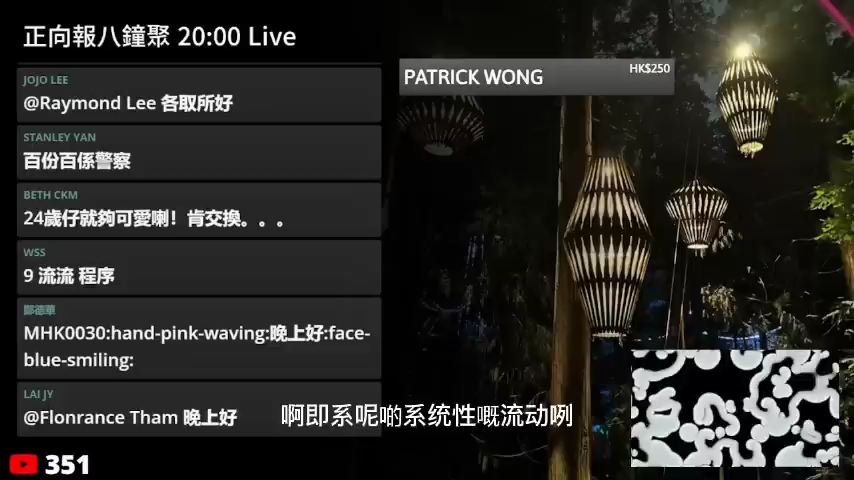 正向報八鐘聚 20:00 Live
JOJO LEE
@Raymond Lee 各取所好
STANLEY YAN
百份百係警察
BETH CKM
24歲仔就夠可愛喇！肯交換。。。
WSS
9 流流 程序
鄭德華
MHK0030:hand-pink-waving:晚上好:face-
blue-smiling:
LAI JY
@Flonrance Tham 晚上好
351
PATRICK WONG
HK$250
啊即系呢啲系统性嘅流动咧